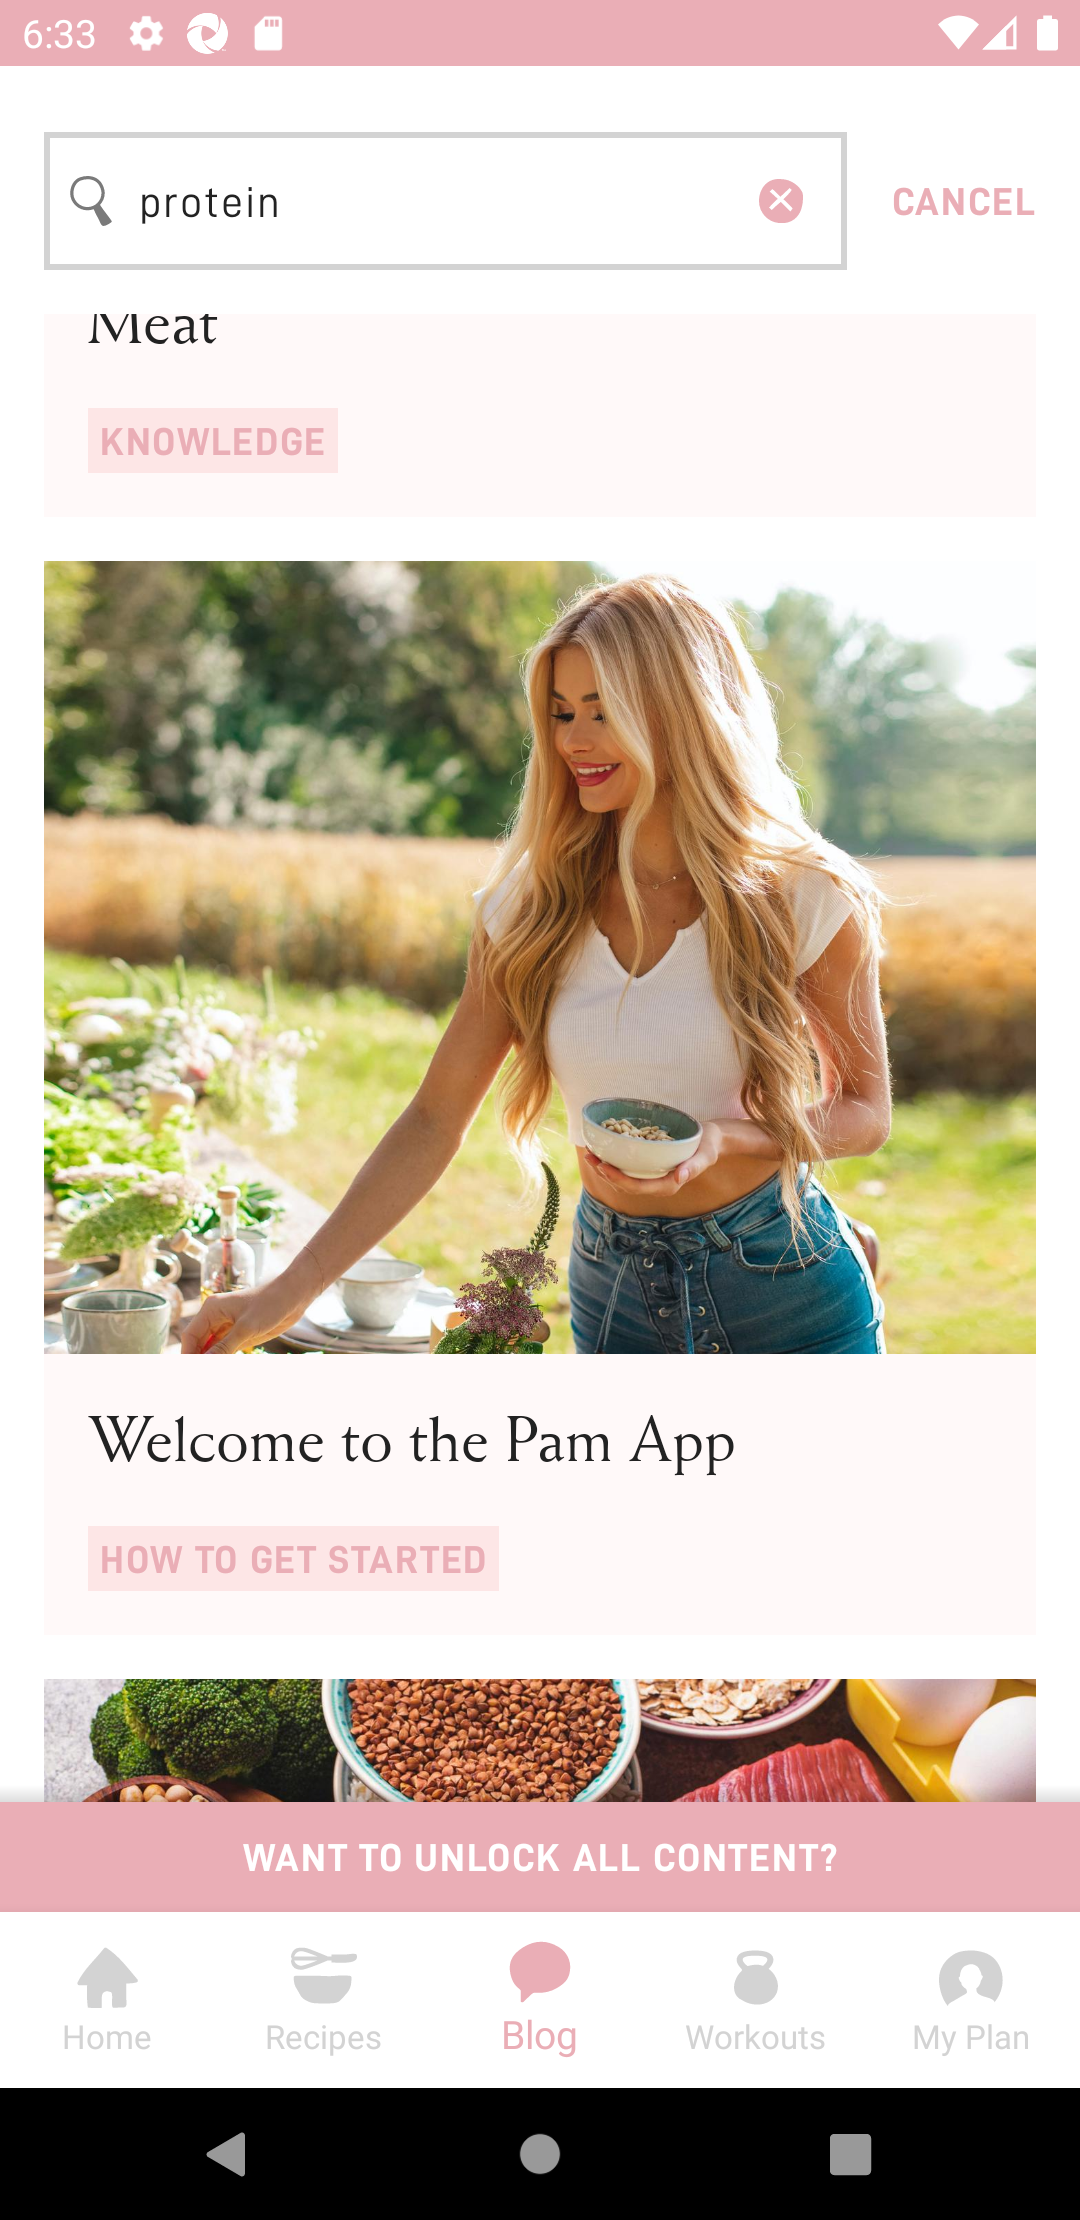 6:33
protein
CANCEL
Meat
KNOWLEDGE
Welcome to the Pam App
HOW TO GET STARTED
WANT TO UNLOCK ALL CONTENT?
Home
Recipes
Blog
Workouts
My Plan